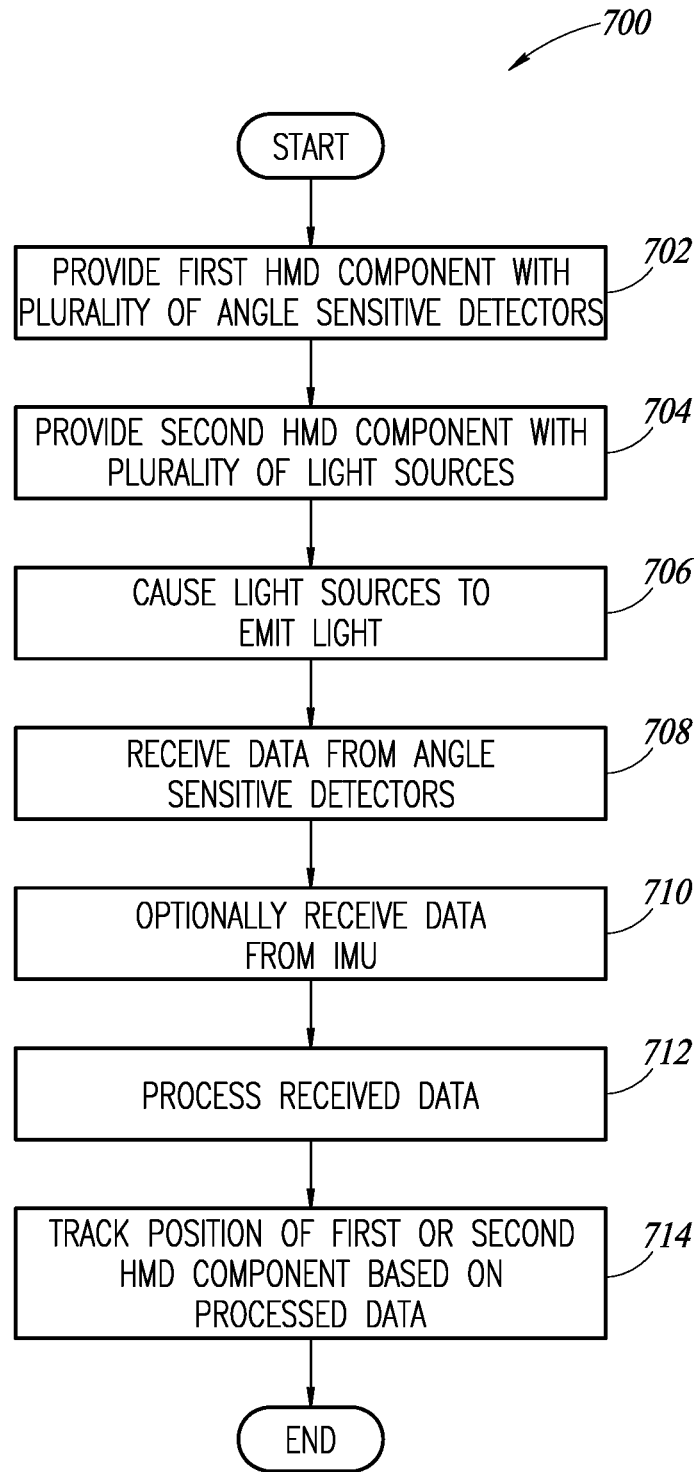 700
START
PROVIDE FIRST HMD COMPONENT WITH
PLURALITY OF ANGLE SENSITIVE DETECTORS
702
PROVIDE SECOND HMD COMPONENT WITH
PLURALITY OF LIGHT SOURCES
704
CAUSE LIGHT SOURCES TO
EMIT LIGHT
706
RECEIVE DATA FROM ANGLE
SENSITIVE DETECTORS
708
OPTIONALLY RECEIVE DATA
FROM IMU
710
PROCESS RECEIVED DATA
712
TRACK POSITION OF FIRST OR SECOND
HMD COMPONENT BASED ON
PROCESSED DATA
714
END